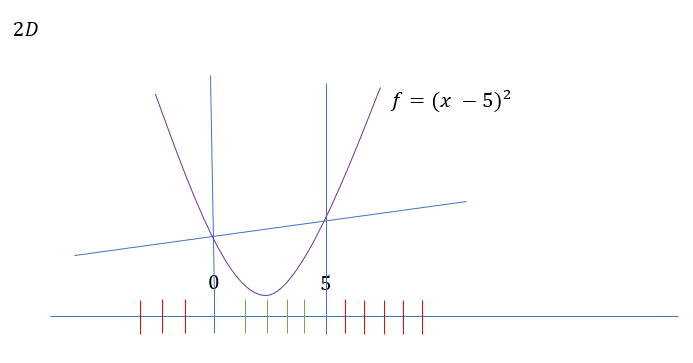 2D
f = (x − 5)²
0
5